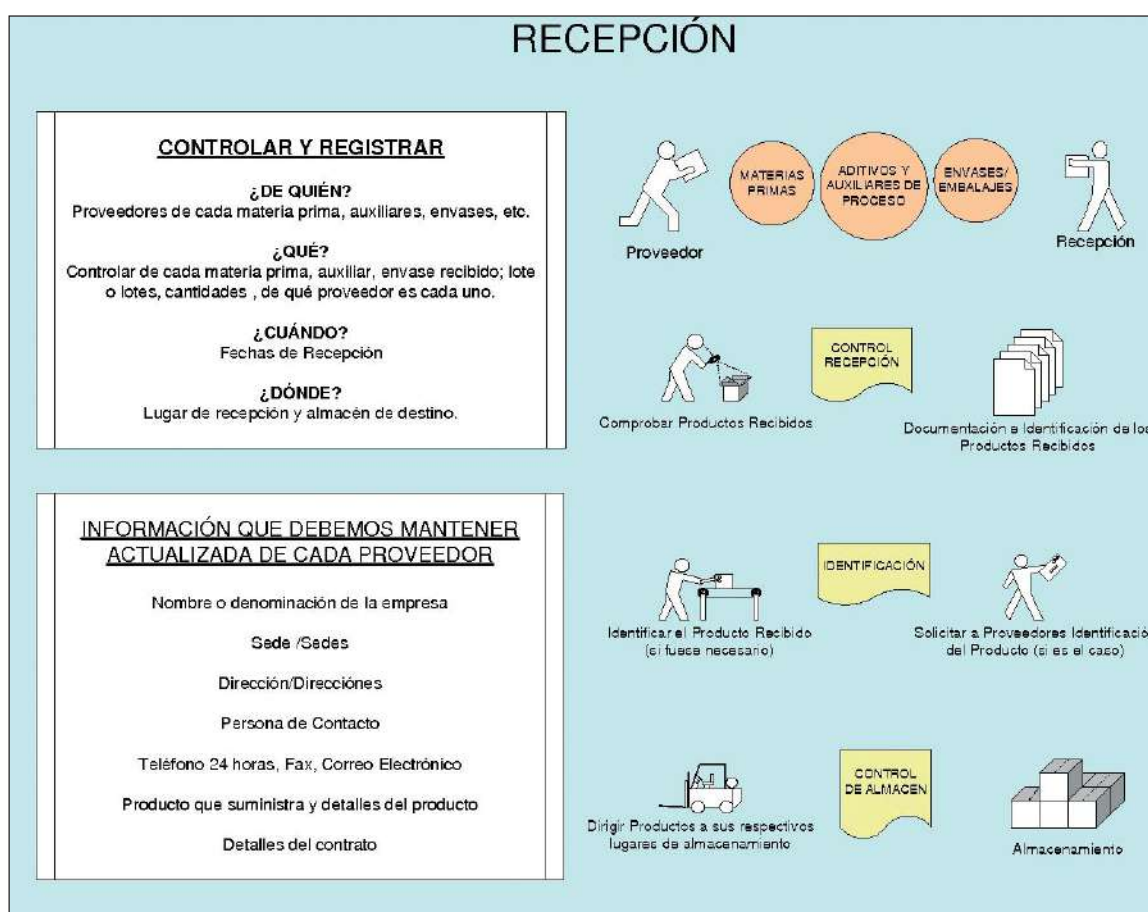 RECEPCIÓN
CONTROLAR Y REGISTRAR
¿DE QUIÉN?
Proveedores de cada materia prima, auxiliares, envases, etc.
¿QUÉ?
Controlar de cada materia prima, auxiliar, envase recibido; lote
o lotes, cantidades , de qué proveedor es cada uno.
¿CUÁNDO?
Fechas de Recepción
¿DÓNDE?
Lugar de recepción y almacén de destino.
INFORMACIÓN QUE DEBEMOS MANTENER
ACTUALIZADA DE CADA PROVEEDOR
Nombre o denominación de la empresa
Sede /Sedes
Dirección/Direcciónes
Persona de Contacto
Teléfono 24 horas, Fax, Correo Electrónico
Producto que suministra y detalles del producto
Detalles del contrato
MATERIAS
PRIMAS
ADITIVOS Y
AUXILIARES DE
PROCESO
ENVASES/
EMBALAJES
Proveedor
Recepción
CONTROL
RECEPCIÓN
Comprobar Productos Recibidos
Documentación e Identificación de los
Productos Recibidos
IDENTIFICACIÓN
Identificar el Producto Recibido
(si fuese necesario)
Solicitar a Proveedores Identificación
del Producto (si es el caso)
CONTROL
DE ALMACEN
Dirigir Productos a sus respectivos
lugares de almacenamiento
Almacenamiento